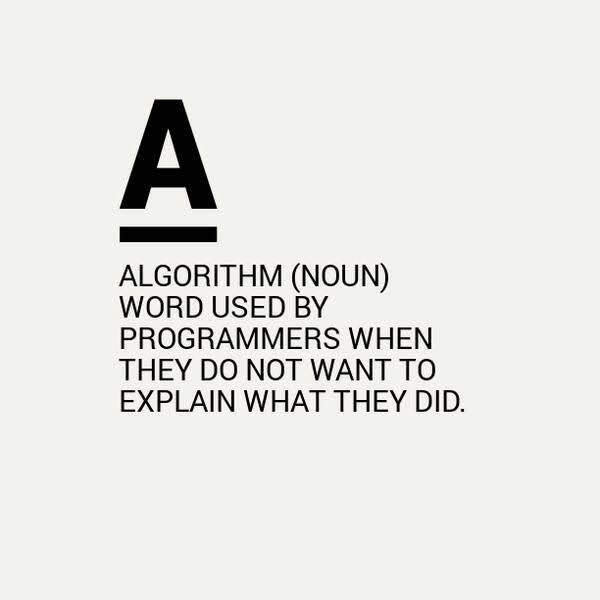 A
ALGORITHM (NOUN)
WORD USED BY
PROGRAMMERS WHEN
THEY DO NOT WANT TO
EXPLAIN WHAT THEY DID.